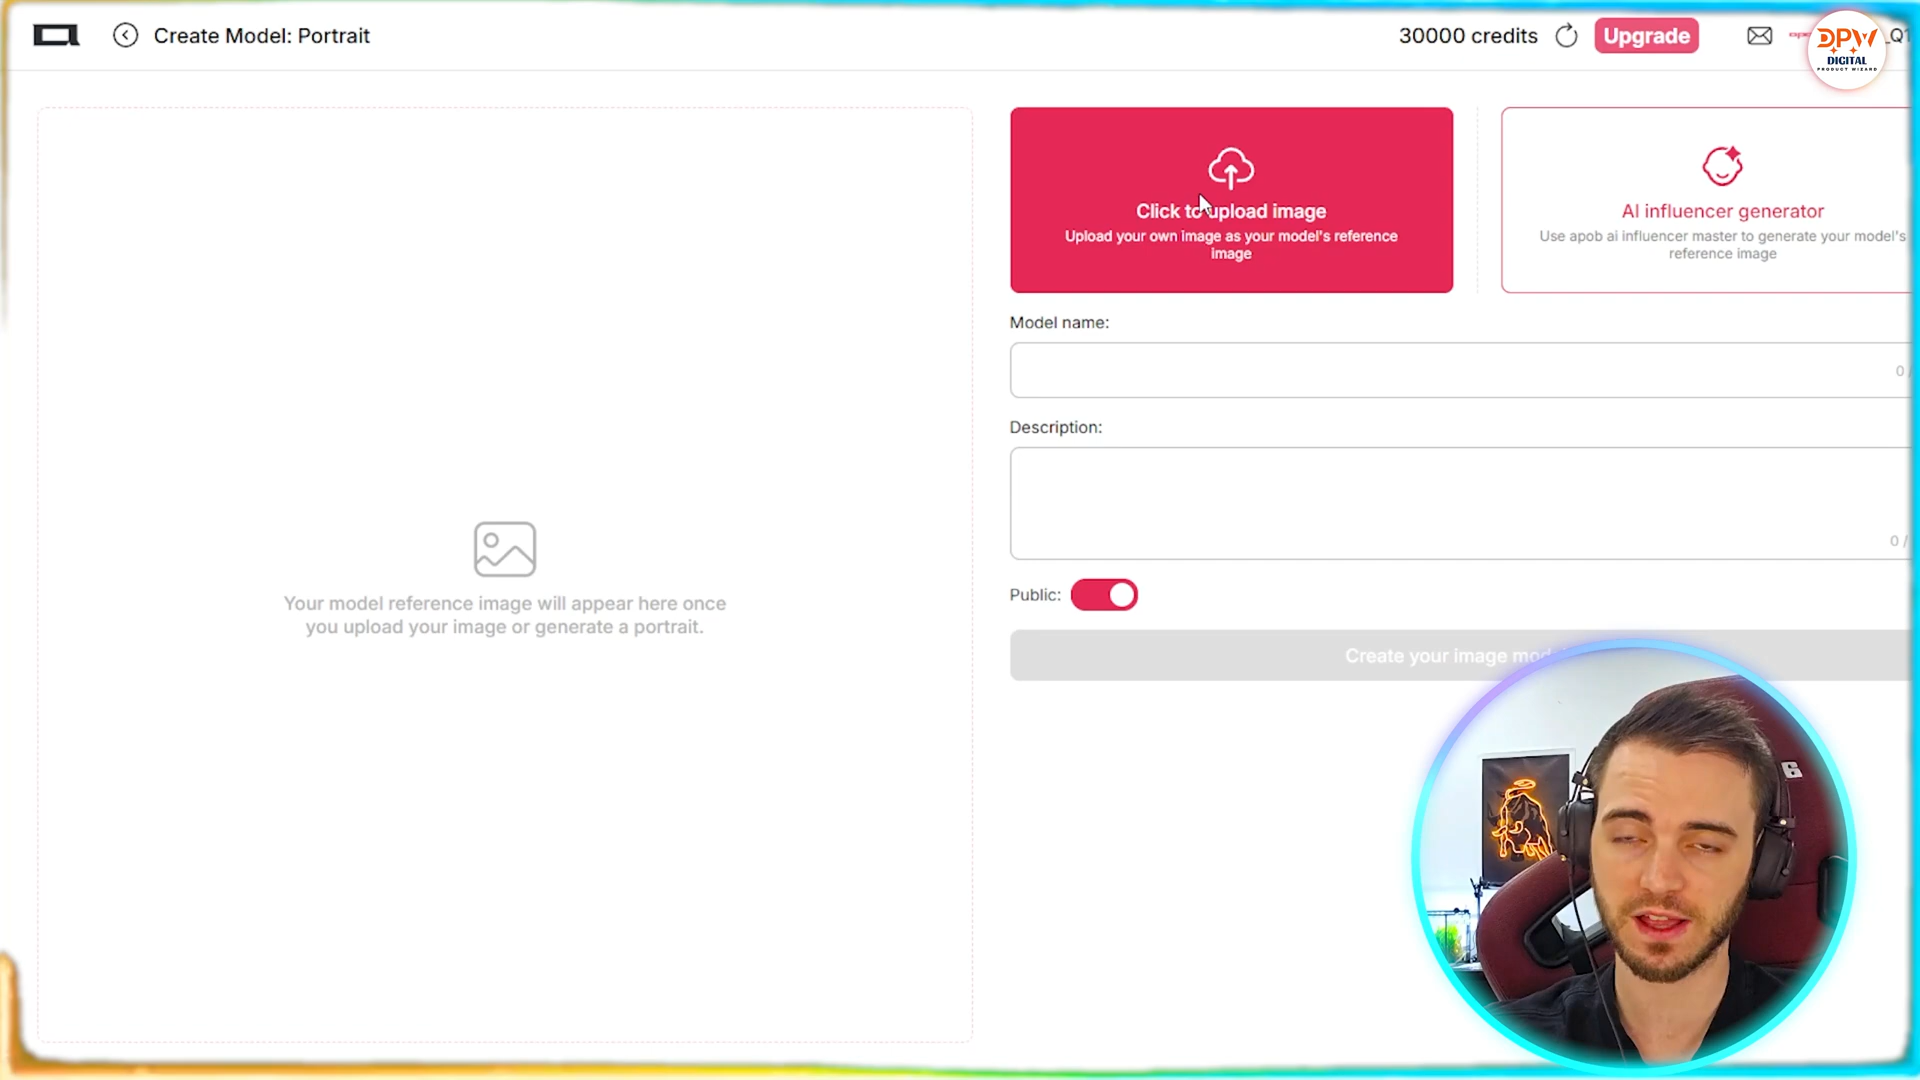 Create Model: Portrait
30000 credits
Upgrade
DPW
DIGITAL
PRODUCT WIZARD
Click to upload image
Upload your own image as your model's reference
image
AI influencer generator
Use apob ai influencer master to generate your model's
reference image
Model name:
0 /
Description:
0 /
Public:
Create your image
Your model reference image will appear here once
you upload your image or generate a portrait.